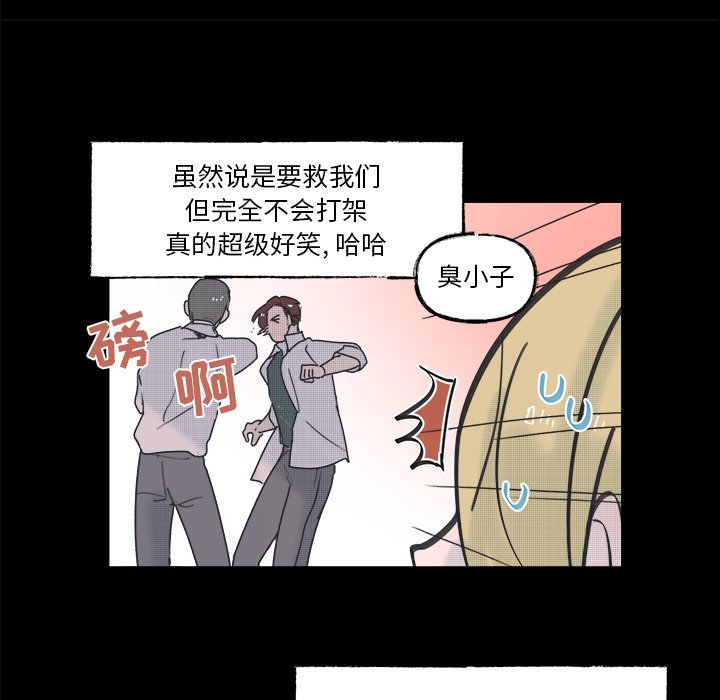 虽然说是要救我们
但完全不会打架
真的超级好笑, 哈哈
臭小子
磅
啊